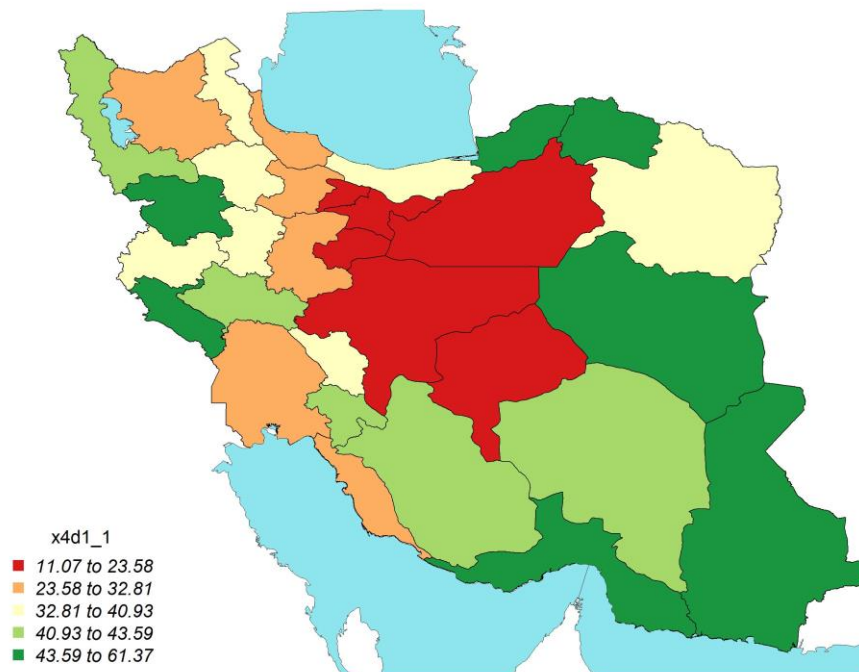 x4d1_1
11.07 to 23.58
23.58 to 32.81
32.81 to 40.93
40.93 to 43.59
43.59 to 61.37